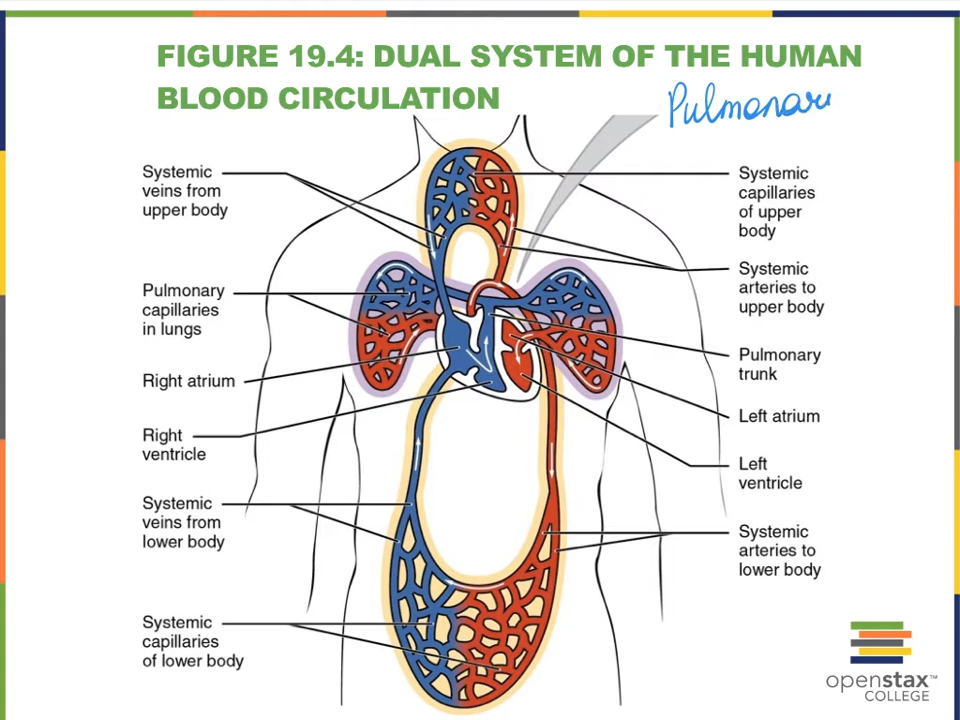 FIGURE 19.4: DUAL SYSTEM OF THE HUMAN
BLOOD CIRCULATION
Pulmonary
Systemic
veins from
upper body
Pulmonary
capillaries
in lungs
Right atrium
Right
ventricle
Systemic
veins from
lower body
Systemic
capillaries
of lower body
Systemic
capillaries
of upper
body
Systemic
arteries to
upper body
Pulmonary
trunk
Left atrium
Left
ventricle
Systemic
arteries to
lower body
openstax™
COLLEGE